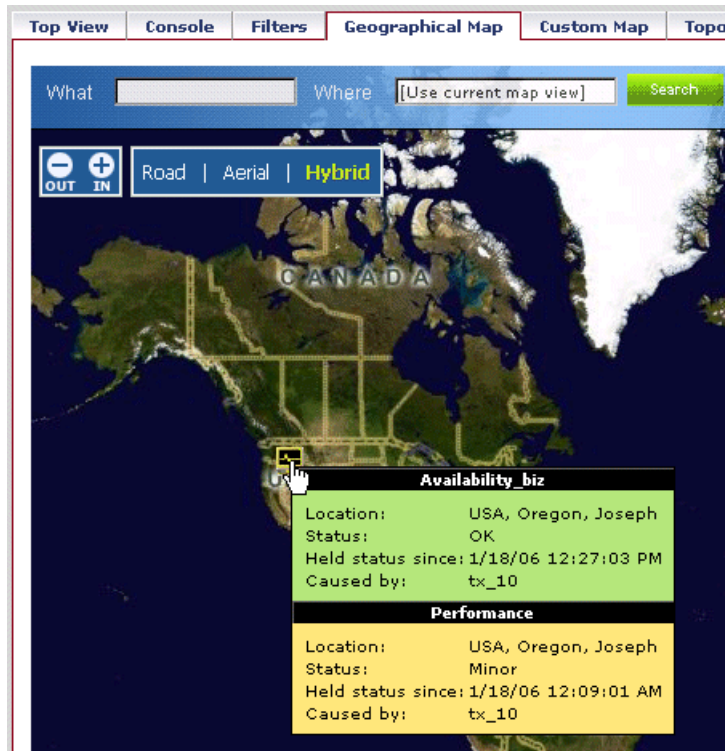 Top View Console Filters Geographical Map Custom Map Topo
What Where [Use current map view] Search
OUT IN Road | Aerial | Hybrid
CANADA
U
Availability_biz
Location: USA, Oregon, Joseph
Status: OK
Held status since: 1/18/06 12:27:03 PM
Caused by: tx_10
Performance
Location: USA, Oregon, Joseph
Status: Minor
Held status since: 1/18/06 12:09:01 AM
Caused by: tx_10